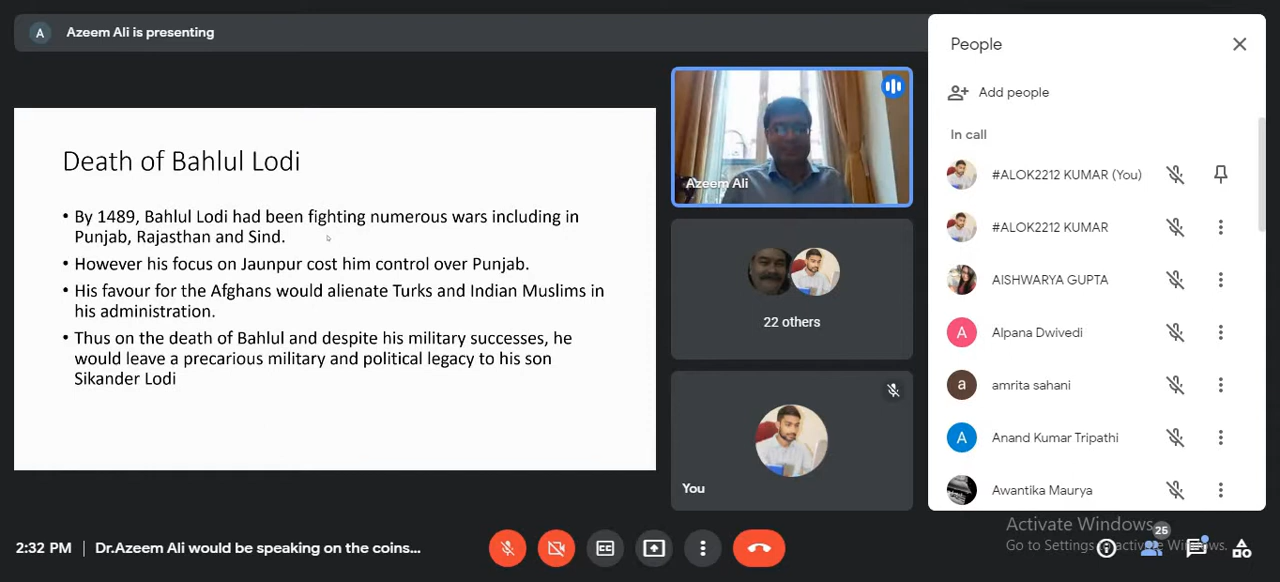 A
Azeem Ali is presenting
Death of Bahlul Lodi
• By 1489, Bahlul Lodi had been fighting numerous wars including in
Punjab, Rajasthan and Sind.
• However his focus on Jaunpur cost him control over Punjab.
• His favour for the Afghans would alienate Turks and Indian Muslims in
his administration.
• Thus on the death of Bahlul and despite his military successes, he
would leave a precarious military and political legacy to his son
Sikander Lodi
Azeem Ali
22 others
You
People
Add people
In call
#ALOK2212 KUMAR (You)
#ALOK2212 KUMAR
AISHWARYA GUPTA
A
Alpana Dwivedi
a
amrita sahani
A
Anand Kumar Tripathi
Awantika Maurya
Activate Windows
Go to Settings to activate Windows.
25
2:32 PM
Dr.Azeem Ali would be speaking on the coins...
CC